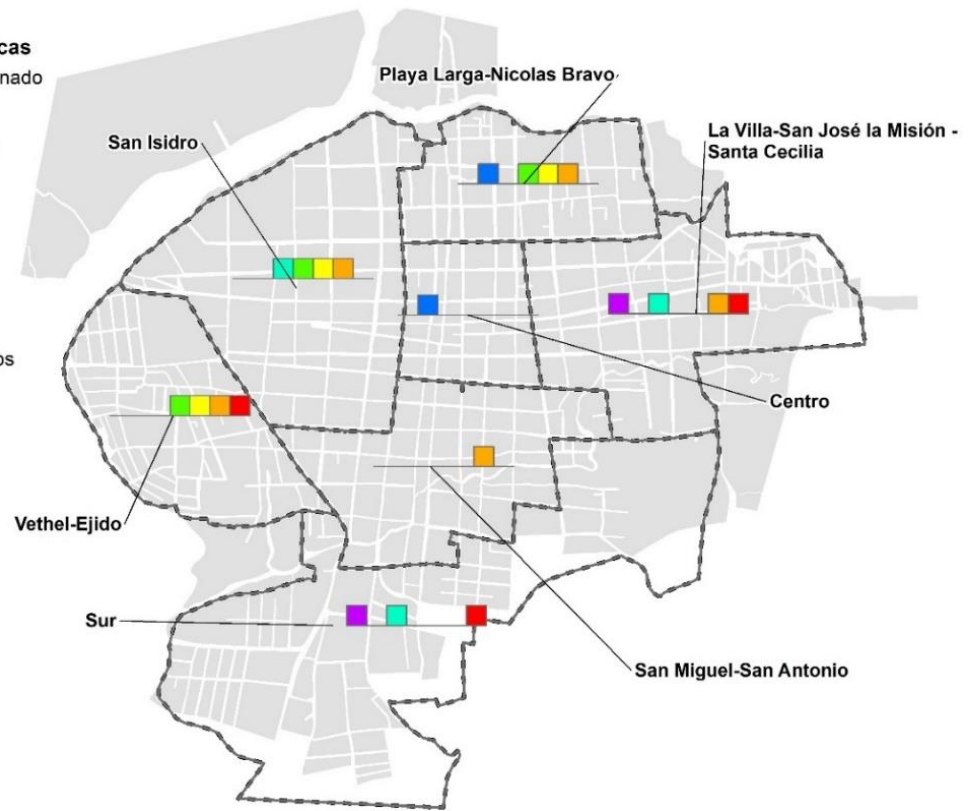 Playa Larga-Nicolas Bravo
San Isidro
La Villa-San José la Misión -
Santa Cecilia
Centro
Vethel-Ejido
Sur
San Miguel-San Antonio